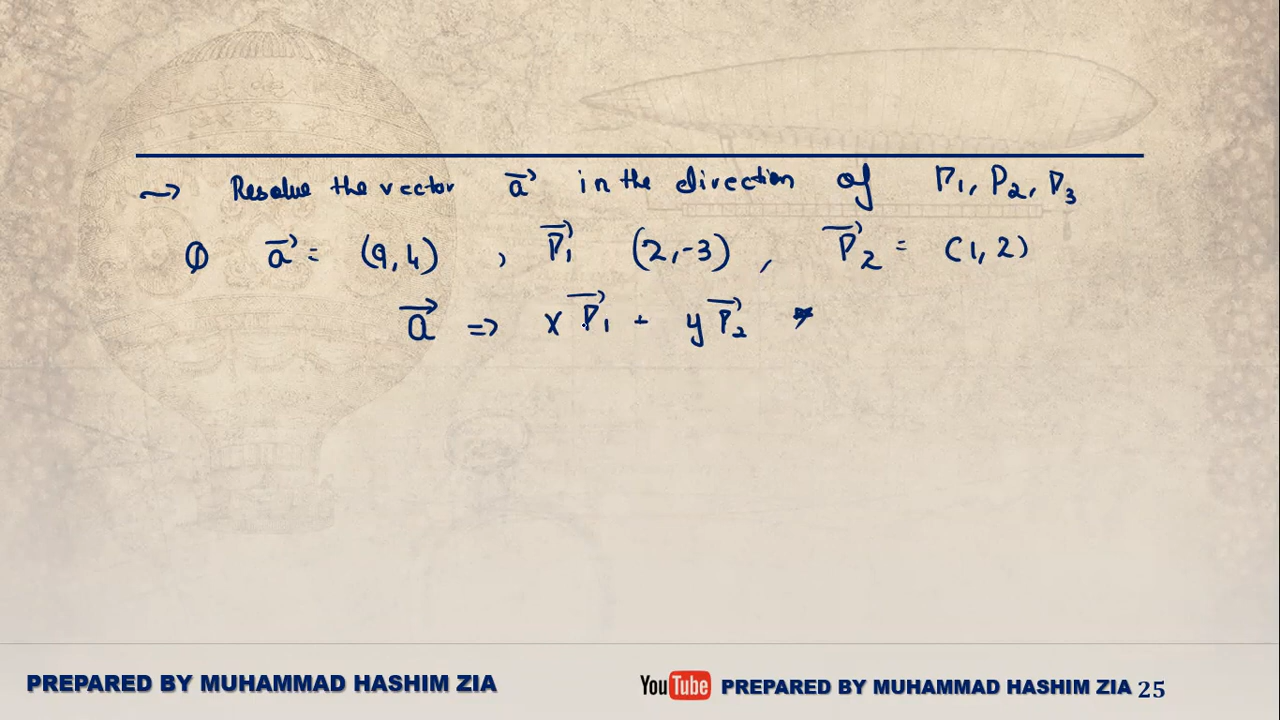 ~> Resolve the vector a⃗ in the direction of P₁, P₂, P₃
① a⃗ = (9,4) , P⃗₁ (2,-3) , P⃗₂ = (1,2)
a⃗ => x P⃗₁ + y P⃗₂ *
PREPARED BY MUHAMMAD HASHIM ZIA
YouTube PREPARED BY MUHAMMAD HASHIM ZIA 25